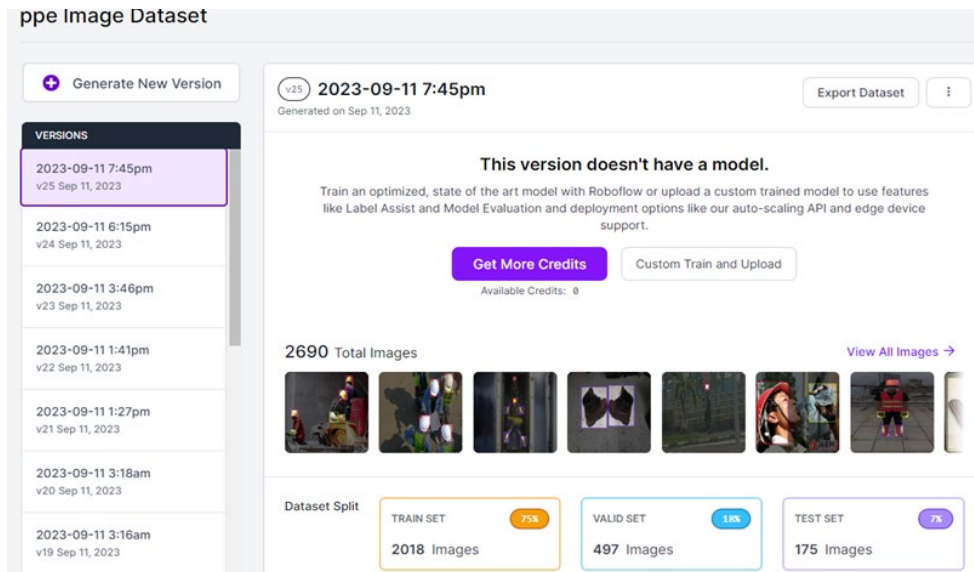 ppe Image Dataset
Generate New Version
VERSIONS
2023-09-11 7:45pm
v25 Sep 11, 2023
2023-09-11 6:15pm
v24 Sep 11, 2023
2023-09-11 3:46pm
v23 Sep 11, 2023
2023-09-11 1:41pm
v22 Sep 11, 2023
2023-09-11 1:27pm
v21 Sep 11, 2023
2023-09-11 3:18am
v20 Sep 11, 2023
2023-09-11 3:16am
v19 Sep 11, 2023
v25 2023-09-11 7:45pm
Generated on Sep 11, 2023
Export Dataset
This version doesn't have a model.
Train an optimized, state of the art model with Roboflow or upload a custom trained model to use features
like Label Assist and Model Evaluation and deployment options like our auto-scaling API and edge device
support.
Get More Credits
Custom Train and Upload
Available Credits: 0
2690 Total Images
View All Images →
Dataset Split
TRAIN SET 75%
2018 Images
VALID SET 18%
497 Images
TEST SET 7%
175 Images